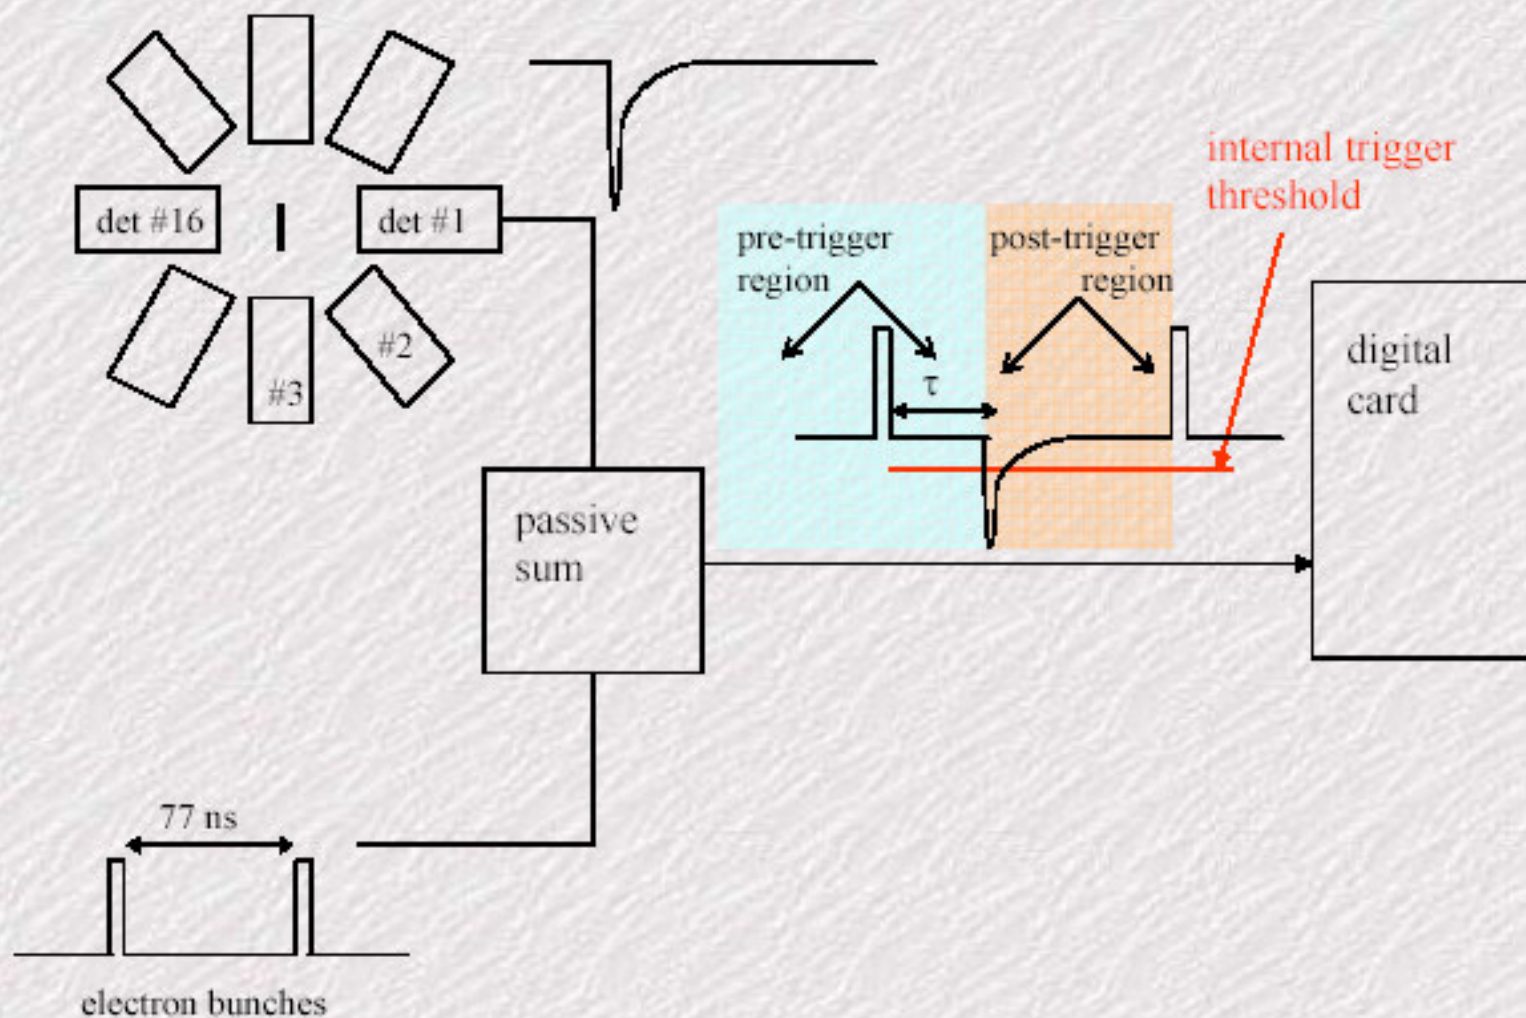 internal trigger
threshold
det #16
det #1
pre-trigger
region
post-trigger
region
#2
#3
τ
digital
card
passive
sum
77 ns
electron bunches